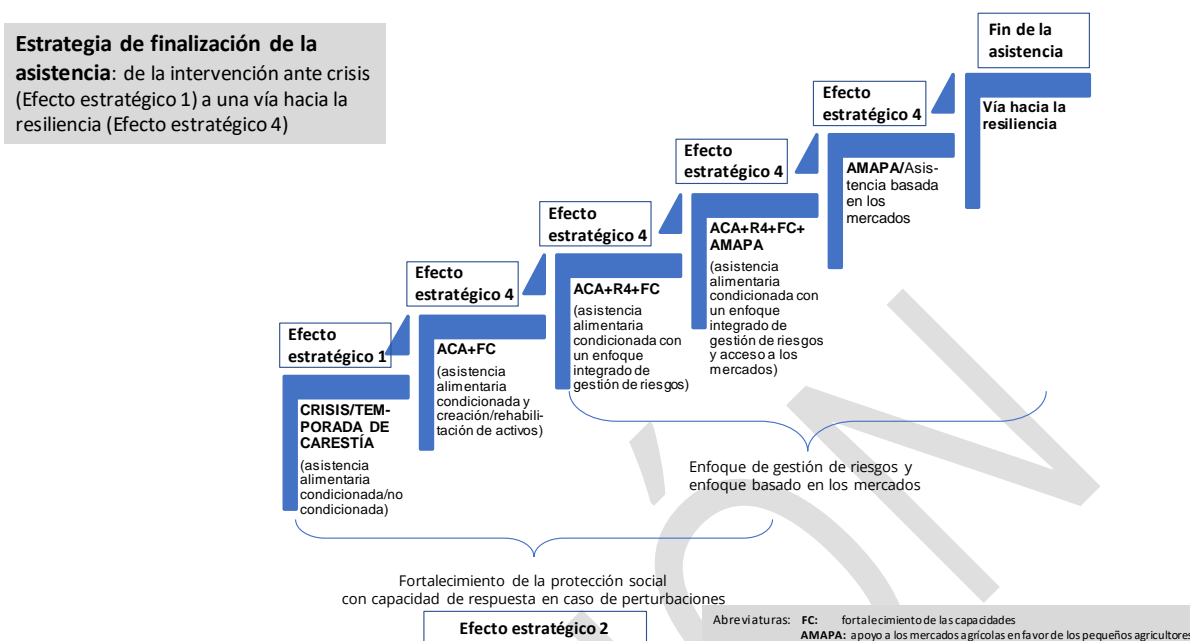 Estrategia de finalización de la
asistencia: de la intervención ante crisis
(Efecto estratégico 1) a una vía hacia la
resiliencia (Efecto estratégico 4)
Efecto
estratégico 1
CRISIS/TEM-
PORADA DE
CARESTÍA
(asistencia
alimentaria
condicionada/no
condicionada)
Efecto
estratégico 4
ACA+FC
(asistencia
alimentaria
condicionada y
creación/rehabili-
tación de activos)
Efecto
estratégico 4
ACA+R4+FC
(asistencia
alimentaria
condicionada con
un enfoque
integrado de
gestión de riesgos)
Efecto
estratégico 4
ACA+R4+FC+
AMAPA
(asistencia
alimentaria
condicionada con
un enfoque
integrado de
gestión de riesgos
y acceso a los
mercados)
Efecto
estratégico 4
AMAPA/Asis-
tencia basada
en los
mercados
Fin de la
asistencia
Vía hacia la
resiliencia
Enfoque de gestión de riesgos y
enfoque basado en los mercados
Fortalecimiento de la protección social
con capacidad de respuesta en caso de perturbaciones
Efecto estratégico 2
Abreviaturas: FC: fortalecimiento de las capacidades
AMAPA: apoyo a los mercados agrícolas en favor de los pequeños agricultore
ÓN